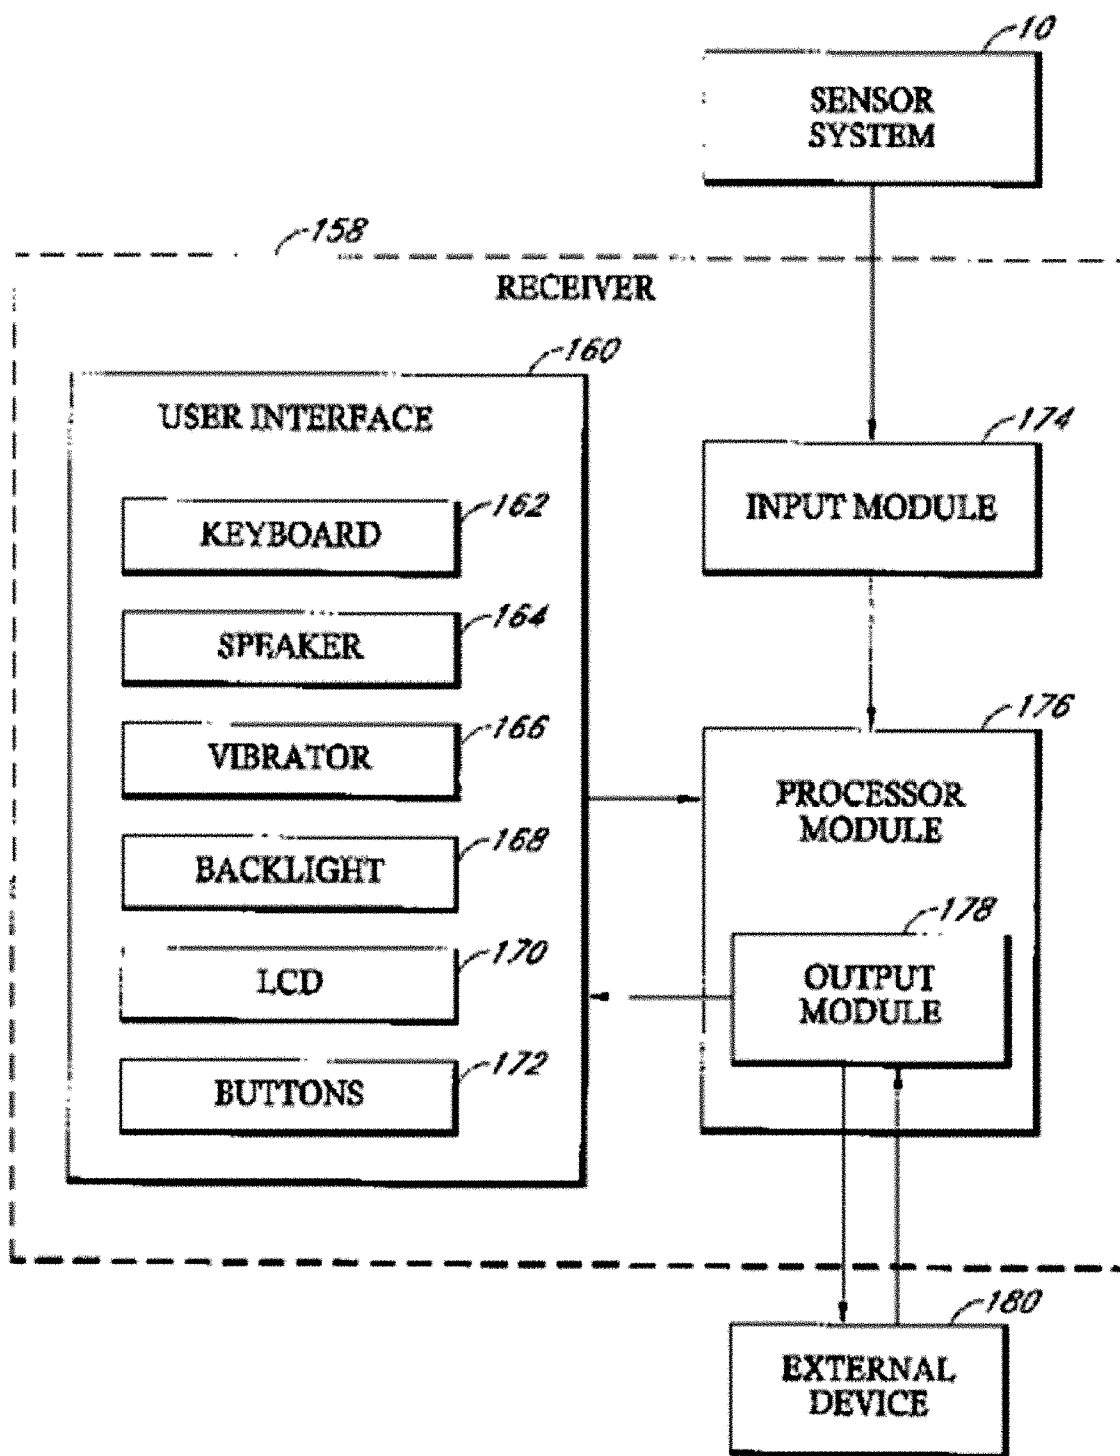 10
SENSOR
SYSTEM
158
RECEIVER
160
USER INTERFACE
174
INPUT MODULE
162
KEYBOARD
164
SPEAKER
166
VIBRATOR
176
PROCESSOR
MODULE
168
BACKLIGHT
178
OUTPUT
MODULE
170
LCD
172
BUTTONS
180
EXTERNAL
DEVICE